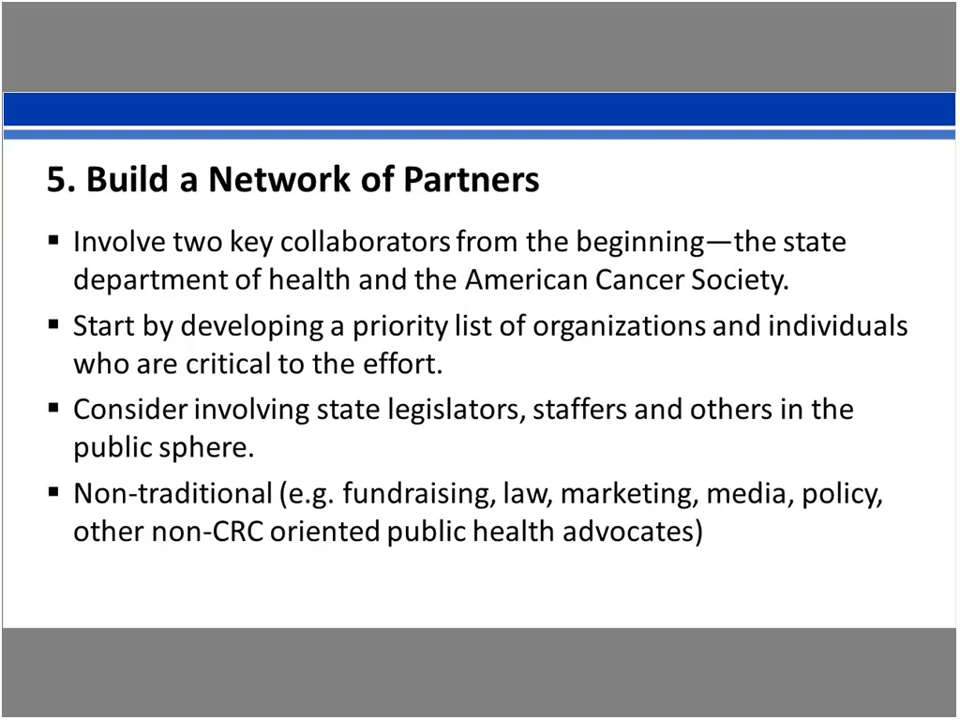 5. Build a Network of Partners
▪ Involve two key collaborators from the beginning—the state
department of health and the American Cancer Society.
▪ Start by developing a priority list of organizations and individuals
who are critical to the effort.
▪ Consider involving state legislators, staffers and others in the
public sphere.
▪ Non-traditional (e.g. fundraising, law, marketing, media, policy,
other non-CRC oriented public health advocates)